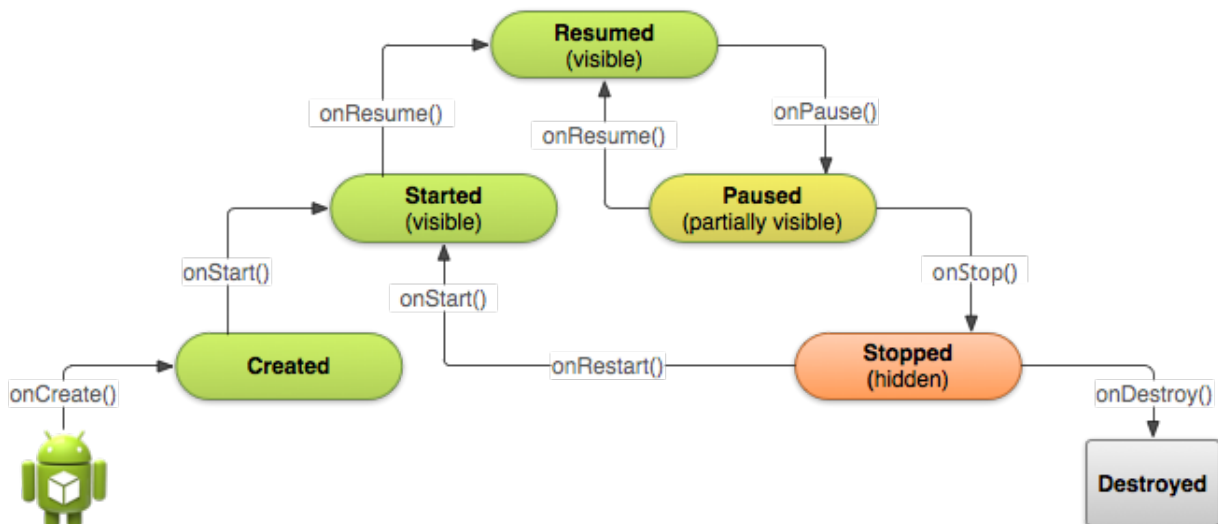 Resumed
(visible)
onResume()
onResume()
onPause()
Started
(visible)
Paused
(partially visible)
onStart()
onStart()
onStop()
Created
onRestart()
Stopped
(hidden)
onCreate()
onDestroy()
Destroyed